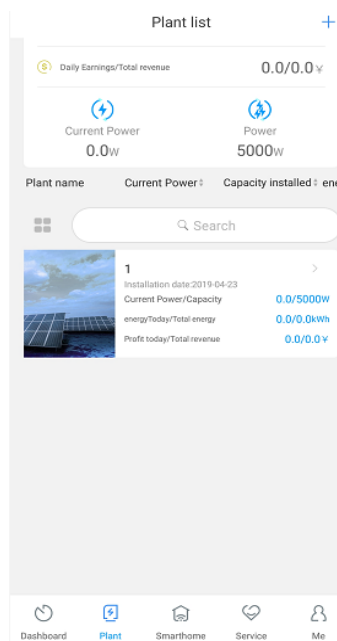 Plant list
Daily Earnings/Total revenue 0.0/0.0¥
Current Power Power
0.0W 5000W
Plant name Current Power Capacity installed ene
Search
1
Installation date:2019-04-23
Current Power/Capacity 0.0/5000W
energyToday/Total energy 0.0/0.0kWh
Profit today/Total revenue 0.0/0.0¥
Dashboard Plant Smarthome Service Me